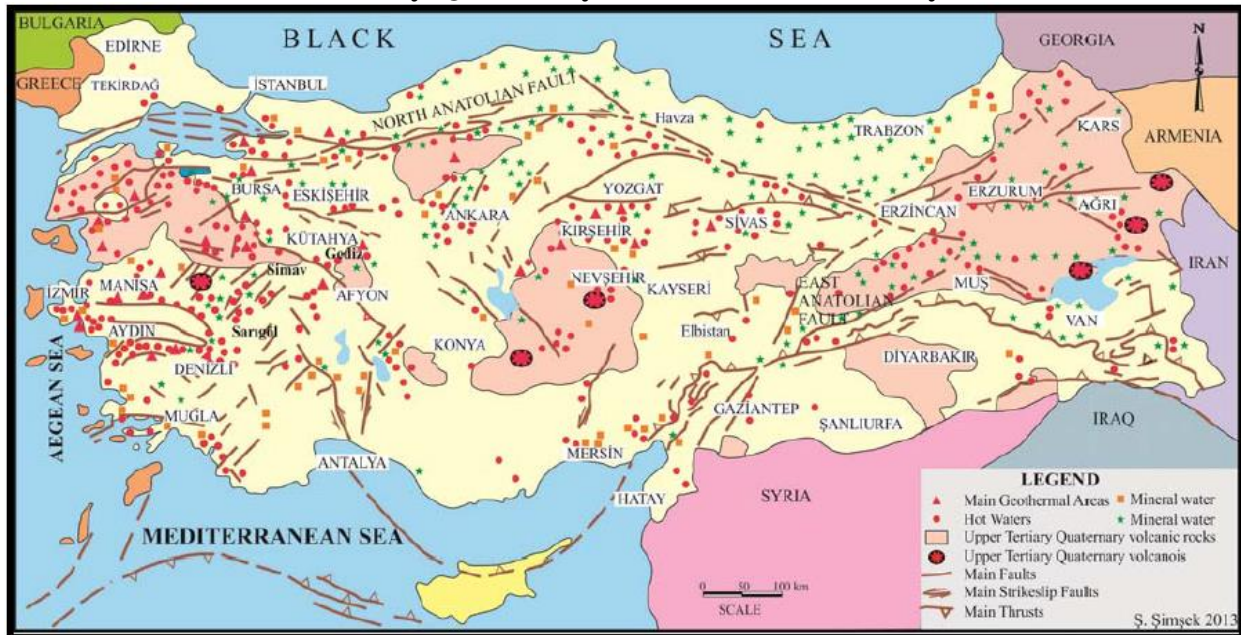 BULGARIA
BLACK SEA
GEORGIA
N
EDİRNE
GREECE
TEKİRDAĞ
İSTANBUL
NORTH ANATOLIAN FAULT
Havza
TRABZON
KARS
ARMENIA
BURSA
ESKİŞEHİR
ANKARA
YOZGAT
SİVAS
ERZİNCAN
ERZURUM
AĞRI
KIRŞEHİR
KÜTAHYA
Gediz
Simav
NEVŞEHİR
KAYSERİ
EAST
ANATOLIAN
FAULT
MUŞ
IRAN
İZMİR
MANİSA
AFYON
VAN
AYDIN
Sarıgöl
Elbistan
KONYA
DİYARBAKIR
DENİZLİ
AEGEAN SEA
MUĞLA
GAZİANTEP
ŞANLIURFA
IRAQ
ANTALYA
MERSİN
HATAY
SYRIA
MEDITERRANEAN SEA
LEGEND
Main Geothermal Areas
Mineral water
Hot Waters
Mineral water
Upper Tertiary Quaternary volcanic rocks
Upper Tertiary Quaternary volcanois
Main Faults
Main Strikeslip Faults
Main Thrusts
0 50 100 km
SCALE
Ş. Şimşek 2013